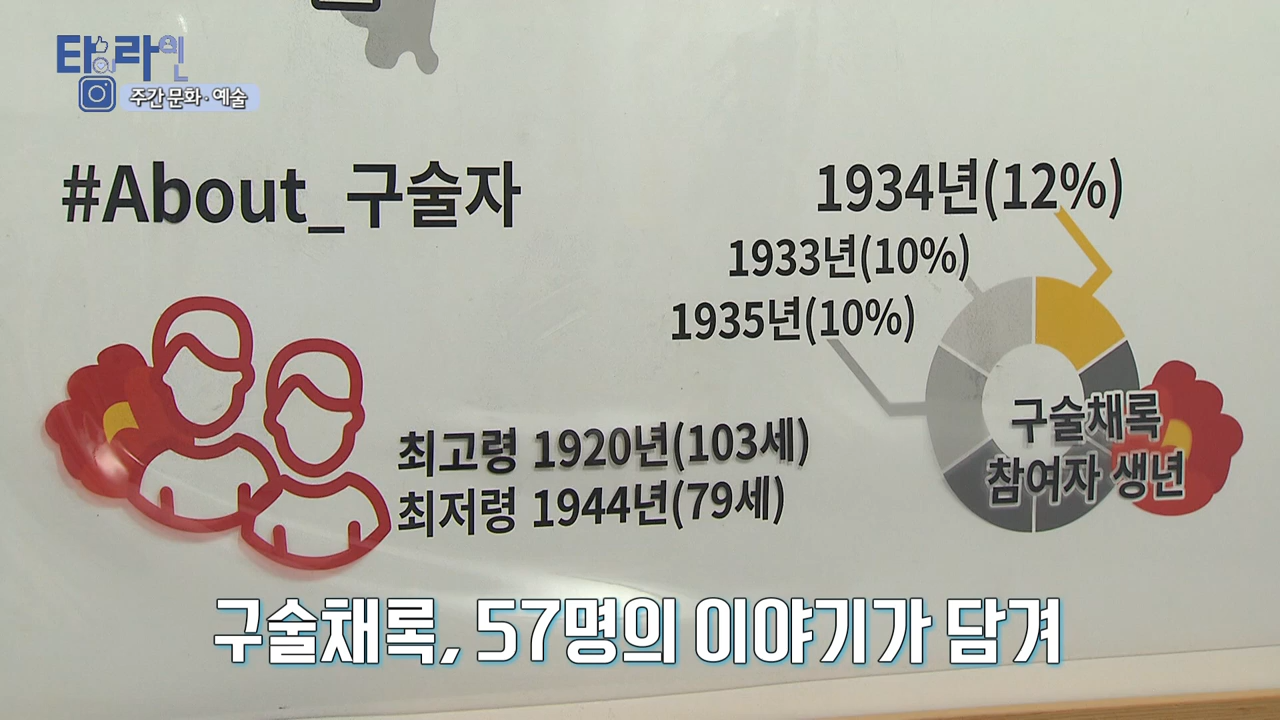 탐라인
주간 문화·예술
#About_구술자
1934년(12%)
1933년(10%)
1935년(10%)
구술채록
참여자 생년
최고령 1920년(103세)
최저령 1944년(79세)
구술채록, 57명의 이야기가 담겨